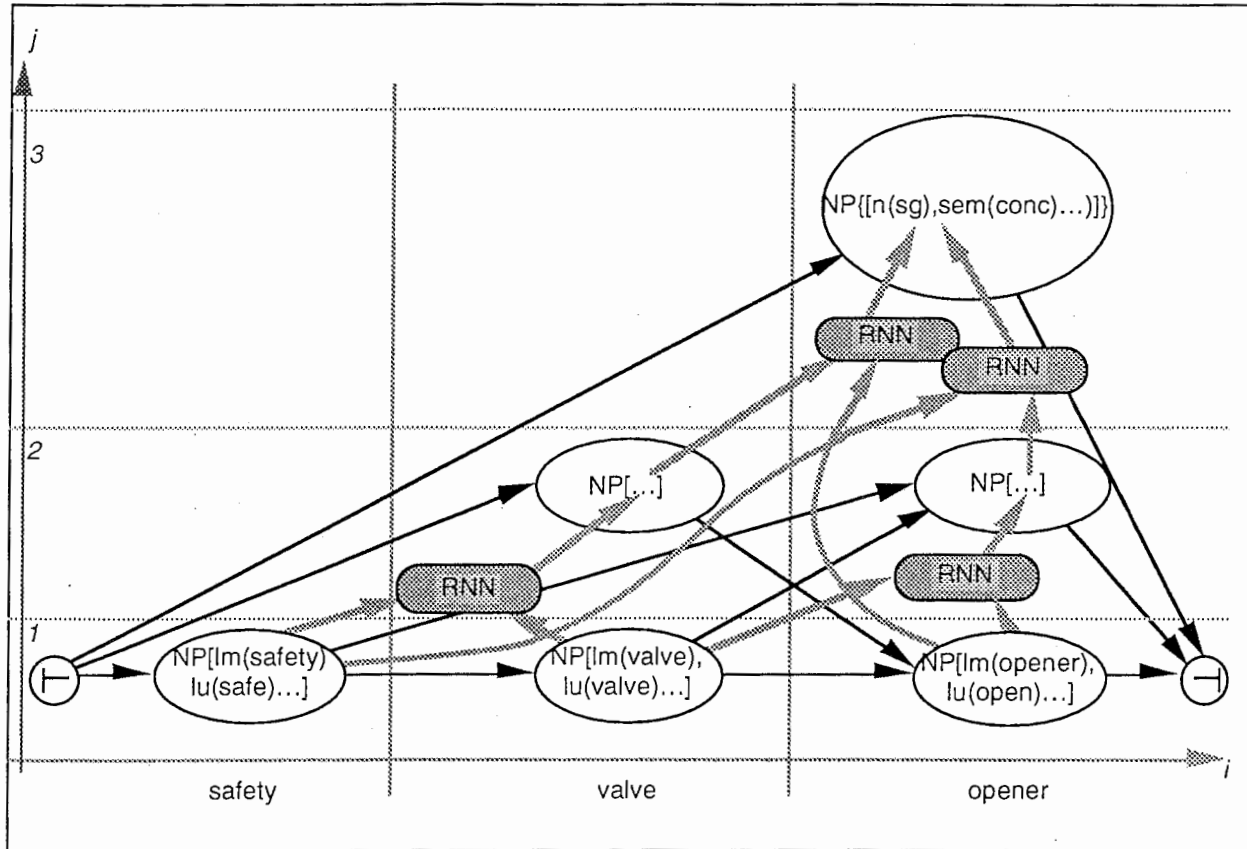 j
3
NP{[n(sg),sem(conc)…)]}
RNN
RNN
2
NP[…]
NP[…]
RNN
RNN
1
NP[lm(safety)
lu(safe)…]
NP[lm(valve),
lu(valve)…]
NP[lm(opener),
lu(open)…]
i
safety
valve
opener